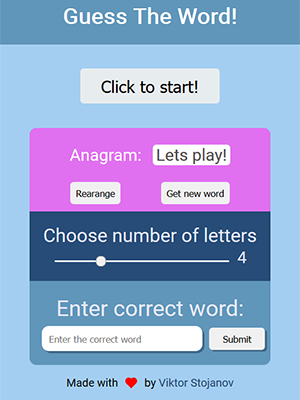 Guess The Word!
Click to start!
Anagram: Lets play!
Rearrange
Get new word
Choose number of letters
4
Enter correct word:
Enter the correct word
Submit
Made with by Viktor Stojanov